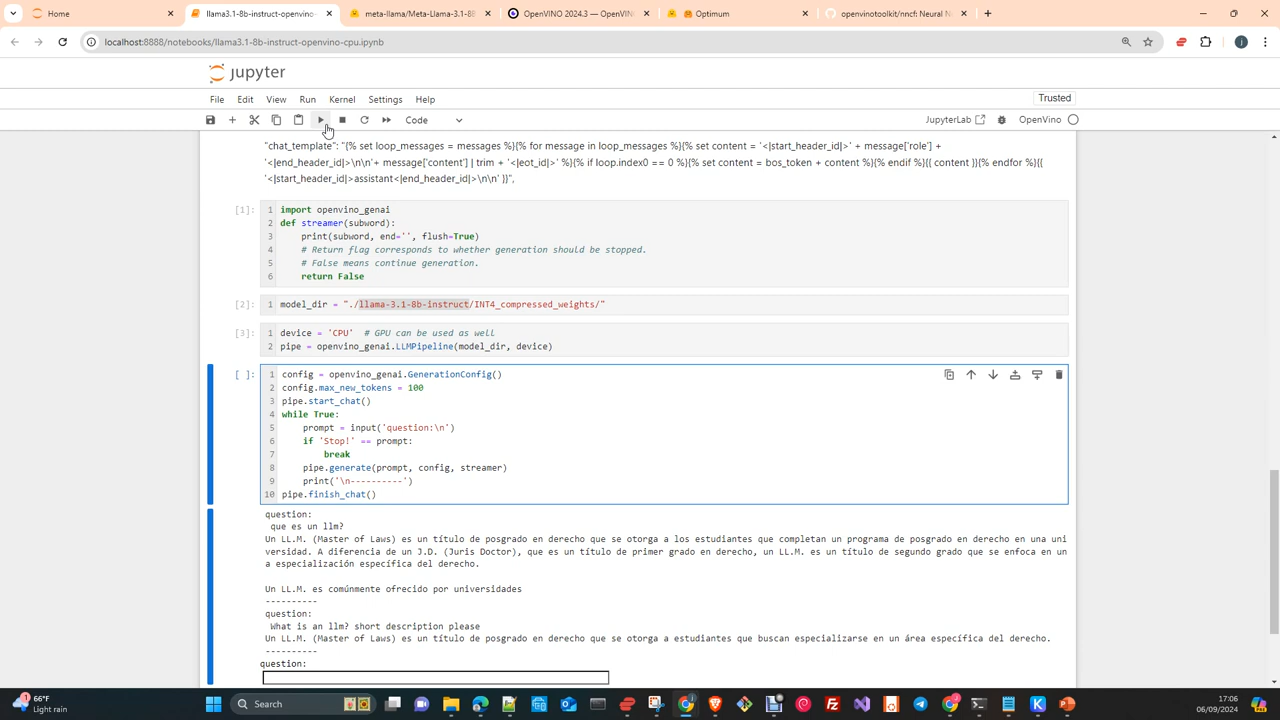 Home
llama3.1-8b-instruct-openvino-
meta-llama/Meta-Llama-3.1-8B
OpenVINO 2024.3 — OpenVIN
Optimum
openvinotoolkit/nncf: Neural N
localhost:8888/notebooks/llama3.1-8b-instruct-openvino-cpu.ipynb
jupyter
File Edit View Run Kernel Settings Help
Trusted
Code
JupyterLab
OpenVino
"chat_template": "{% set loop_messages = messages %}{% for message in loop_messages %}{% set content = '<|start_header_id|>' + message['role'] +
'<|end_header_id|>\n\n'+ message['content'] | trim + '<|eot_id|>' %}{% if loop.index0 == 0 %}{% set content = bos_token + content %}{% endif %}{{ content }}{% endfor %}{{
'<|start_header_id|>assistant<|end_header_id|>\n\n' }}",
[1]:
1 import openvino_genai
2 def streamer(subword):
3 print(subword, end='', flush=True)
4 # Return flag corresponds to whether generation should be stopped.
5 # False means continue generation.
6 return False
[2]:
1 model_dir = "./llama-3.1-8b-instruct/INT4_compressed_weights/"
[3]:
1 device = 'CPU' # GPU can be used as well
2 pipe = openvino_genai.LLMPipeline(model_dir, device)
[ ]:
1 config = openvino_genai.GenerationConfig()
2 config.max_new_tokens = 100
3 pipe.start_chat()
4 while True:
5 prompt = input('question:\n')
6 if 'Stop!' == prompt:
7 break
8 pipe.generate(prompt, config, streamer)
9 print('\n----------')
10 pipe.finish_chat()
question:
que es un llm?
Un LL.M. (Master of Laws) es un título de posgrado en derecho que se otorga a los estudiantes que completan un programa de posgrado en derecho en una uni
versidad. A diferencia de un J.D. (Juris Doctor), que es un título de primer grado en derecho, un LL.M. es un título de segundo grado que se enfoca en un
a especialización específica del derecho.
Un LL.M. es comúnmente ofrecido por universidades
----------
question:
What is an llm? short description please
Un LL.M. (Master of Laws) es un título de posgrado en derecho que se otorga a estudiantes que buscan especializarse en un área específica del derecho.
----------
question:
66°F
Light rain
Search
17:06
06/09/2024